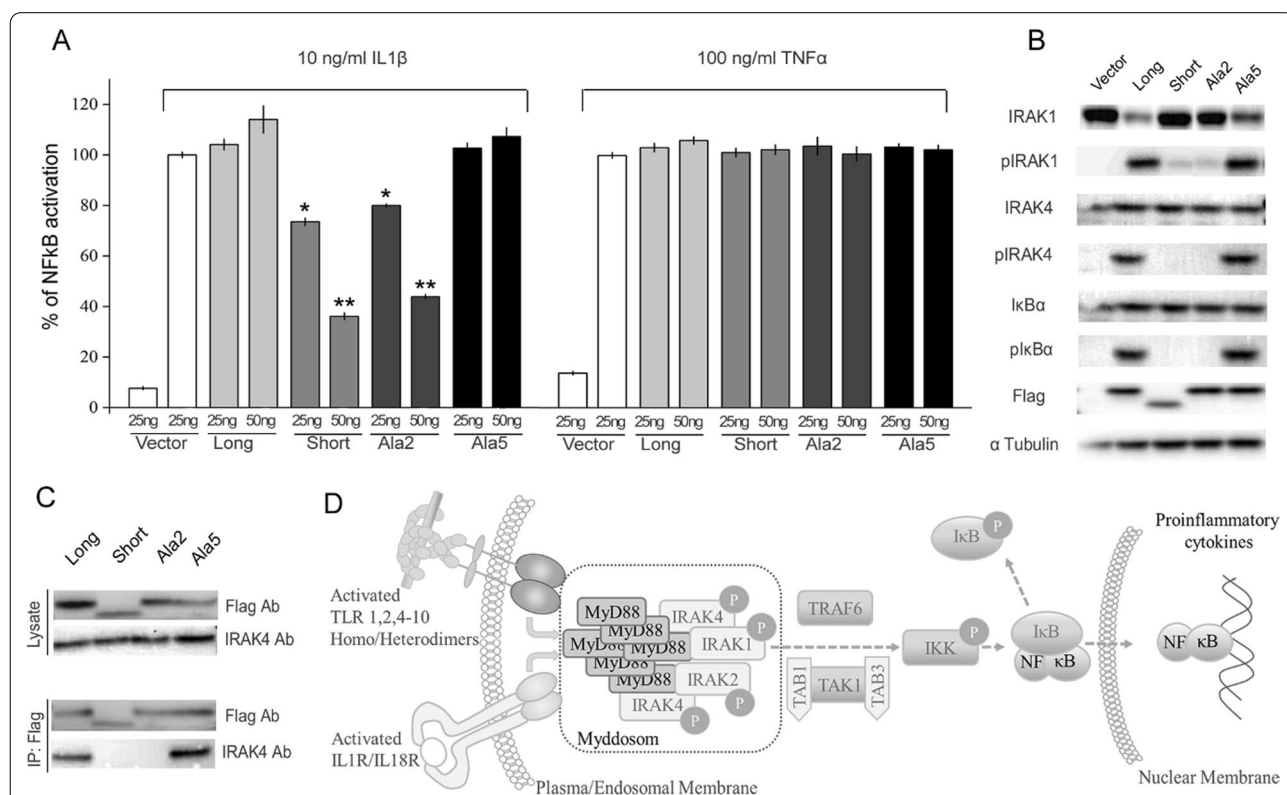 A
10 ng/ml IL1β
100 ng/ml TNFα
% of NFkB activation
120
100
80
60
40
20
0
* ** * **
25ng 25ng 25ng 50ng 25ng 50ng 25ng 50ng 25ng 50ng 25ng 25ng 25ng 50ng 25ng 50ng 25ng 50ng 25ng 50ng
Vector Long Short Ala2 Ala5 Vector Long Short Ala2 Ala5
B
Vector Long Short Ala2 Ala5
IRAK1
pIRAK1
IRAK4
pIRAK4
IκBα
pIκBα
Flag
α Tubulin
C
Long Short Ala2 Ala5
Lysate
Flag Ab
IRAK4 Ab
IP: Flag
Flag Ab
IRAK4 Ab
D
Activated
TLR 1,2,4-10
Homo/Heterodimers
Activated
IL1R/IL18R
Plasma/Endosomal Membrane
MyD88 IRAK4 P
MyD88
MyD88 MyD88 IRAK1 P
MyD88
MyD88 IRAK2 P
IRAK4 P
Myddosom
TRAF6
TAB1 TAK1 TAB3
IKK P
IκB P
IκB
NF κB
Proinflammatory
cytokines
NF κB
Nuclear Membrane